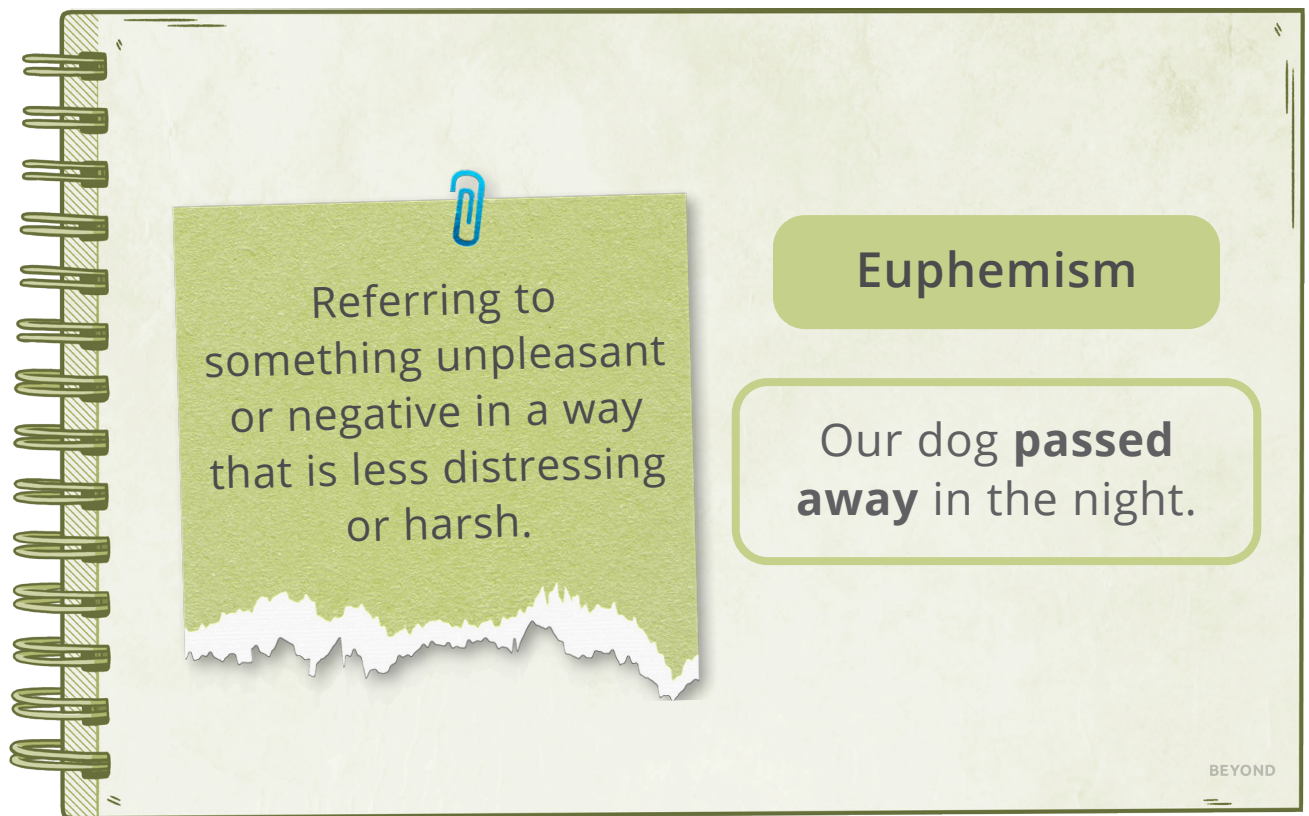 Referring to
something unpleasant
or negative in a way
that is less distressing
or harsh.
Euphemism
Our dog passed
away in the night.
BEYOND